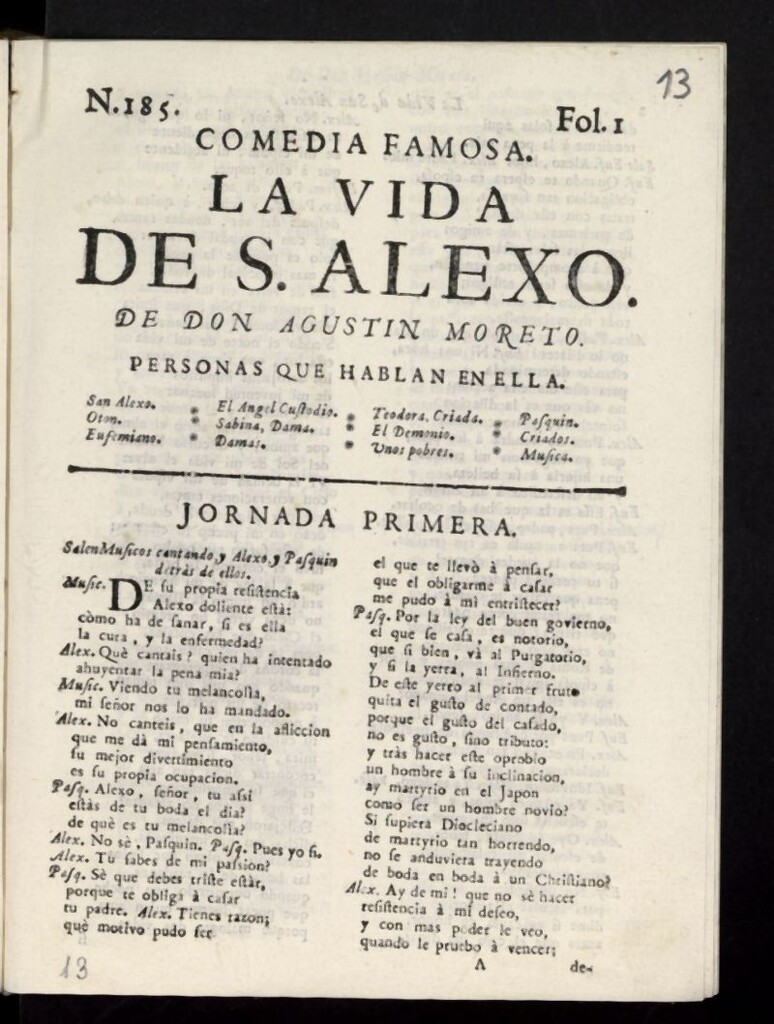 13
N.185.
Fol. 1
COMEDIA FAMOSA.
LA VIDA
DE S. ALEXO.
DE DON AGUSTIN MORETO.
PERSONAS QUE HABLAN EN ELLA.
San Alexo. * El Angel Cuſtodio. * Teodora, Criada. * Paſquin.
Oton. * Sabina, Dama. * El Demonio. * Criados.
Eufemiano. * Damas. * Unos pobres. * Muſica.
JORNADA PRIMERA.
Salen Muſicos cantando, y Alexo, y Paſquin
detràs de ellos.
Muſic. DE ſu propia reſiſtencia
Alexo doliente eſtà:
còmo ha de ſanar, ſi es ella
la cura, y la enfermedad?
Alex. Què cantais? quien ha intentado
ahuyentar la pena mia?
Muſic. Viendo tu melancolìa,
mi ſeñor nos lo ha mandado.
Alex. No canteis, que en la afliccion
que me dà mi penſamiento,
ſu mejor divertimiento
es ſu propia ocupacion.
Paſq. Alexo, ſeñor, tu aſsi
eſtàs de tu boda el dia?
de què es tu melancolìa?
Alex. No sè, Paſquin. Paſq. Pues yo ſi.
Alex. Tu ſabes de mi paſsion?
Paſq. Sè que debes triſte eſtàr,
porque te obliga à caſar
tu padre. Alex. Tienes razon;
què motivo pudo ſer
el que te llevò à penſar,
que el obligarme à caſar
me pudo à mi entriſtecer?
Paſq. Por la ley del buen govierno,
el que ſe caſa, es notorio,
que ſi bien, và al Purgatorio,
y ſi la yerra, al Infierno.
De eſte yerro al primer fruto
quita el guſto de contado,
porque el guſto del caſado,
no es guſto, ſino tributo:
y tràs hacer eſte oprobio
un hombre à ſu inclinacion,
ay martyrio en el Japon
como ſer un hombre novio?
Si ſupiera Diocleciano
de martyrio tan horrendo,
no ſe anduviera trayendo
de boda en boda à un Chriſtiano?
Alex. Ay de mi! que no sè hacer
reſiſtencia à mi deſeo,
y con mas poder le veo,
quando le pruebo à vencer;
A
de-
13